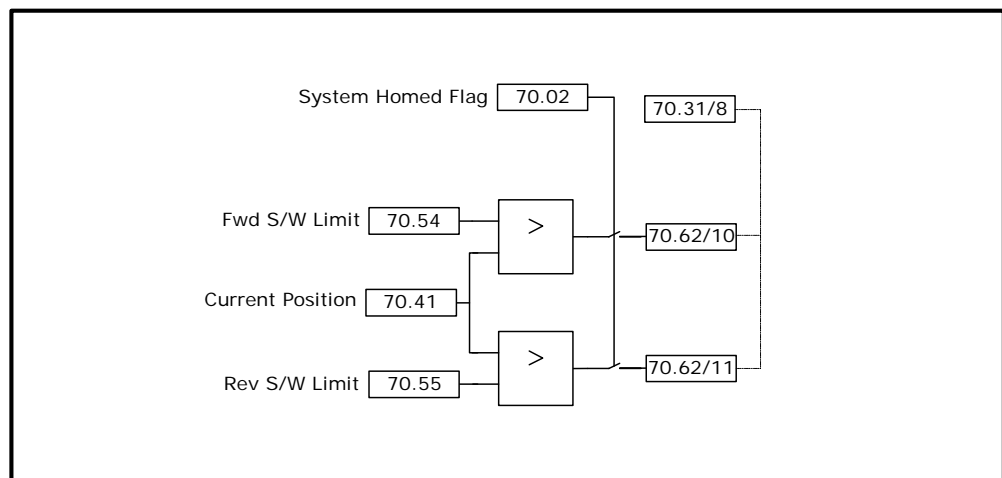 System Homed Flag 70.02
70.31/8
Fwd S/W Limit 70.54
>
70.62/10
Current Position 70.41
>
70.62/11
Rev S/W Limit 70.55